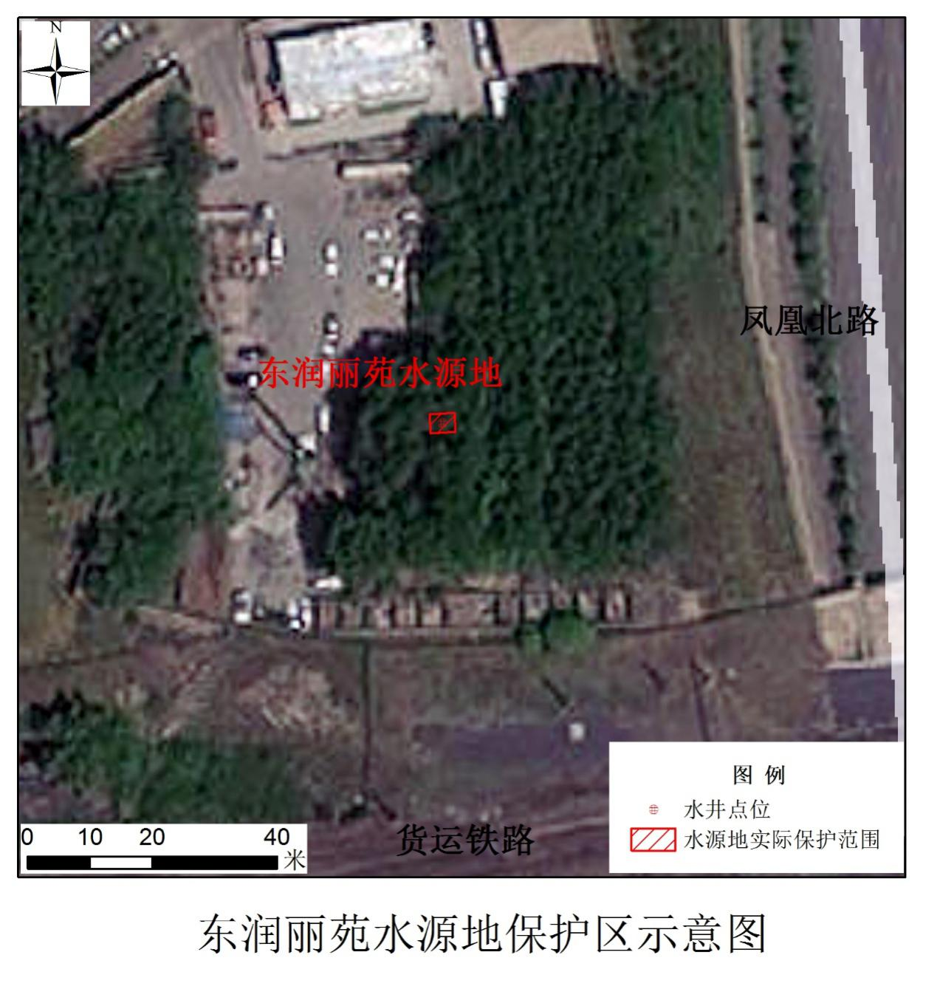 N
凤凰北路
东润丽苑水源地
图 例
水井点位
水源地实际保护范围
0 10 20 40
米
货运铁路
东润丽苑水源地保护区示意图